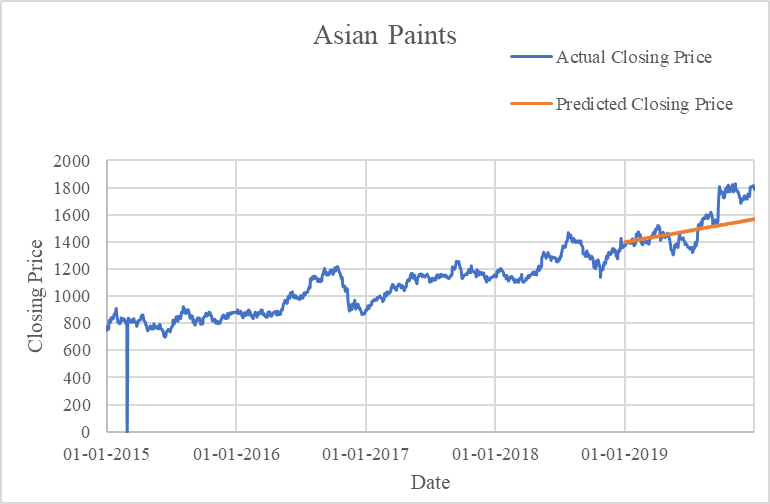 Asian Paints
Actual Closing Price
Predicted Closing Price
2000
1800
1600
1400
1200
1000
800
600
400
200
0
Closing Price
01-01-2015 01-01-2016 01-01-2017 01-01-2018 01-01-2019
Date